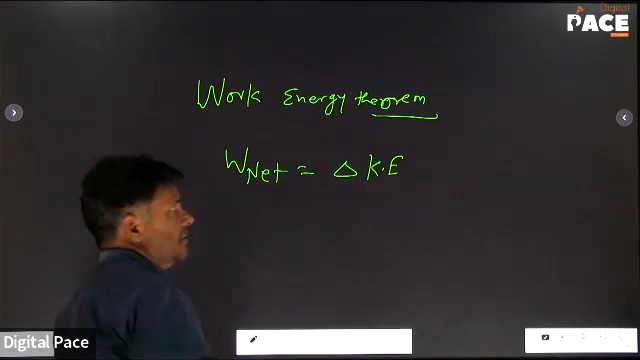 Digital
PACE
Work Energy theorem
WNet = Δ K.E
Digital Pace